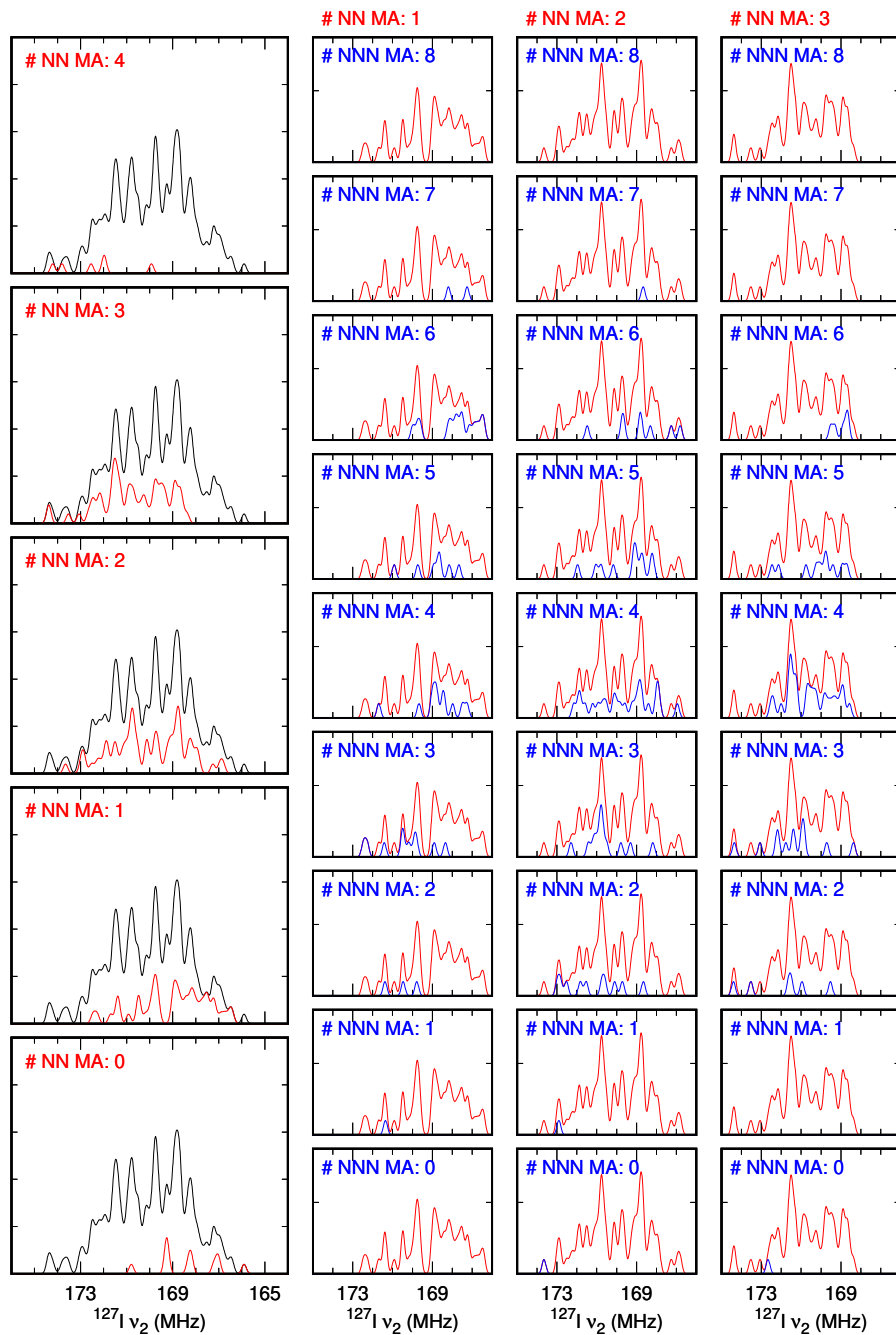 # NN MA: 1 # NN MA: 2 # NN MA: 3
# NN MA: 4
# NN MA: 3
# NN MA: 2
# NN MA: 1
# NN MA: 0
173 169 165
¹²⁷I ν₂ (MHz)
# NNN MA: 8
# NNN MA: 7
# NNN MA: 6
# NNN MA: 5
# NNN MA: 4
# NNN MA: 3
# NNN MA: 2
# NNN MA: 1
# NNN MA: 0
173 169
¹²⁷I ν₂ (MHz)
# NNN MA: 8
# NNN MA: 7
# NNN MA: 6
# NNN MA: 5
# NNN MA: 4
# NNN MA: 3
# NNN MA: 2
# NNN MA: 1
# NNN MA: 0
173 169
¹²⁷I ν₂ (MHz)
# NNN MA: 8
# NNN MA: 7
# NNN MA: 6
# NNN MA: 5
# NNN MA: 4
# NNN MA: 3
# NNN MA: 2
# NNN MA: 1
# NNN MA: 0
173 169
¹²⁷I ν₂ (MHz)